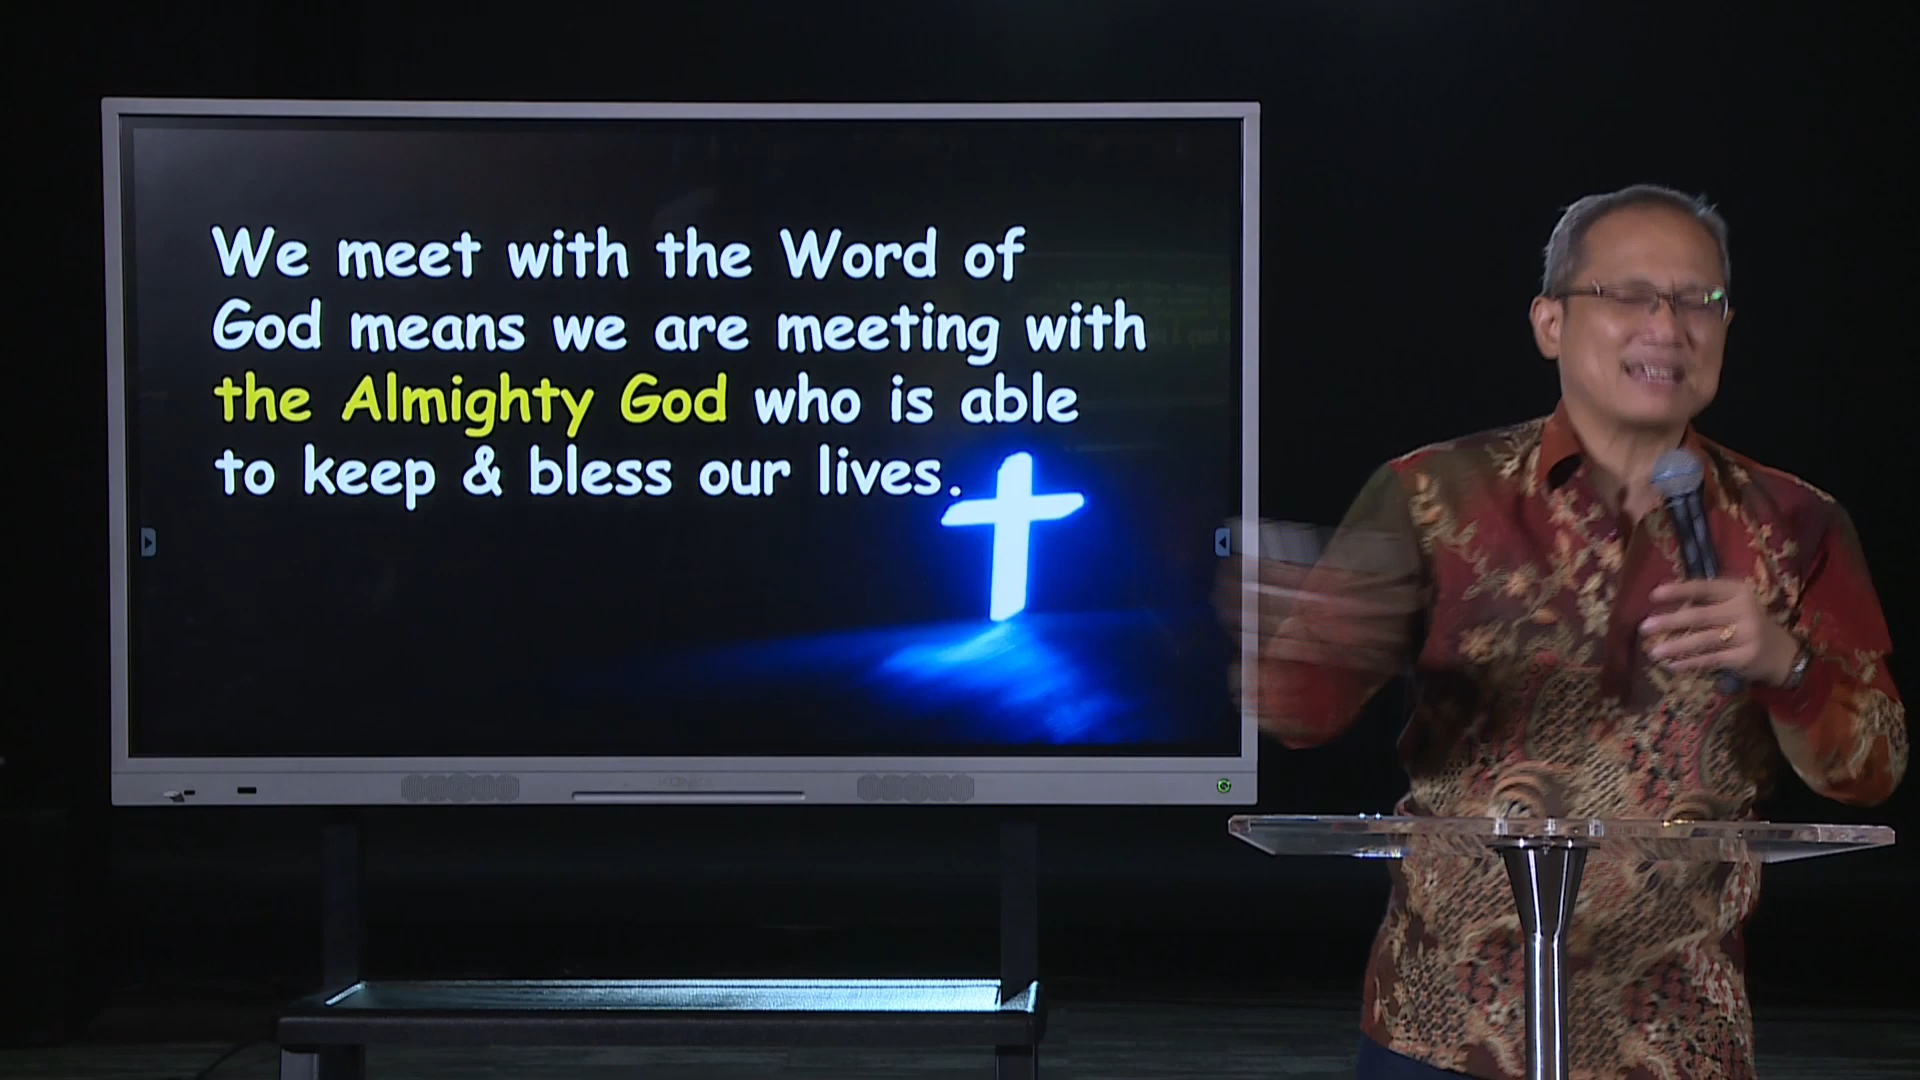 We meet with the Word of
God means we are meeting with
the Almighty God who is able
to keep & bless our lives.